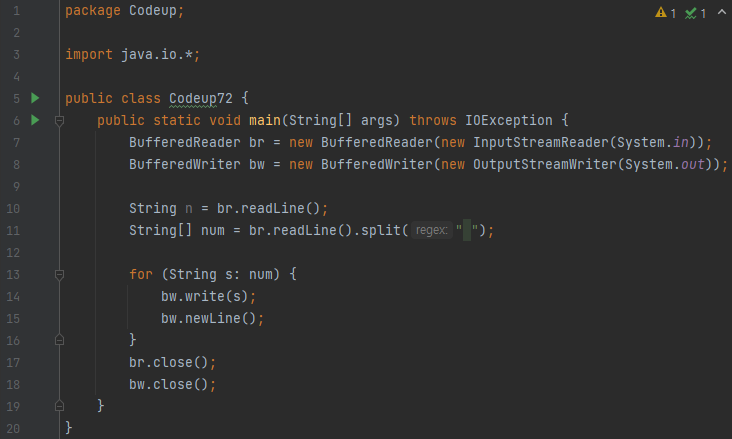 1 package Codeup;
2
3 import java.io.*;
4
5 public class Codeup72 {
6 public static void main(String[] args) throws IOException {
7 BufferedReader br = new BufferedReader(new InputStreamReader(System.in));
8 BufferedWriter bw = new BufferedWriter(new OutputStreamWriter(System.out));
9
10 String n = br.readLine();
11 String[] num = br.readLine().split( regex: " ");
12
13 for (String s: num) {
14 bw.write(s);
15 bw.newLine();
16 }
17 br.close();
18 bw.close();
19 }
20 }
1 1